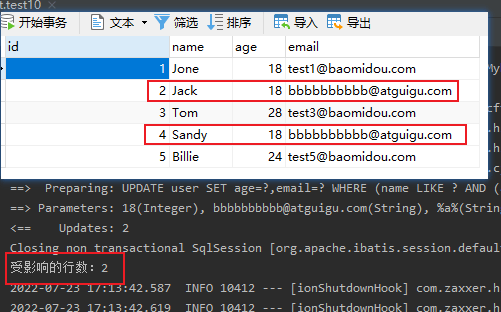 t.test10
开始事务 文本 筛选 排序 导入 导出
id name age email
1 Jone 18 test1@baomidou.com
2 Jack 18 bbbbbbbbbb@atguigu.com
3 Tom 28 test3@baomidou.com
4 Sandy 18 bbbbbbbbbb@atguigu.com
5 Billie 24 test5@baomidou.com
==> Preparing: UPDATE user SET age=?,email=? WHERE (name LIKE ? AND (
==> Parameters: 18(Integer), bbbbbbbbbb@atguigu.com(String), %a%(Strin
<== Updates: 2
Closing non transactional SqlSession [org.apache.ibatis.session.defau
受影响的行数：2
2022-07-23 17:13:42.587 INFO 10412 --- [ionShutdownHook] com.zaxxer.h
2022-07-23 17:13:42.619 INFO 10412 --- [ionShutdownHook] com.zaxxer.h